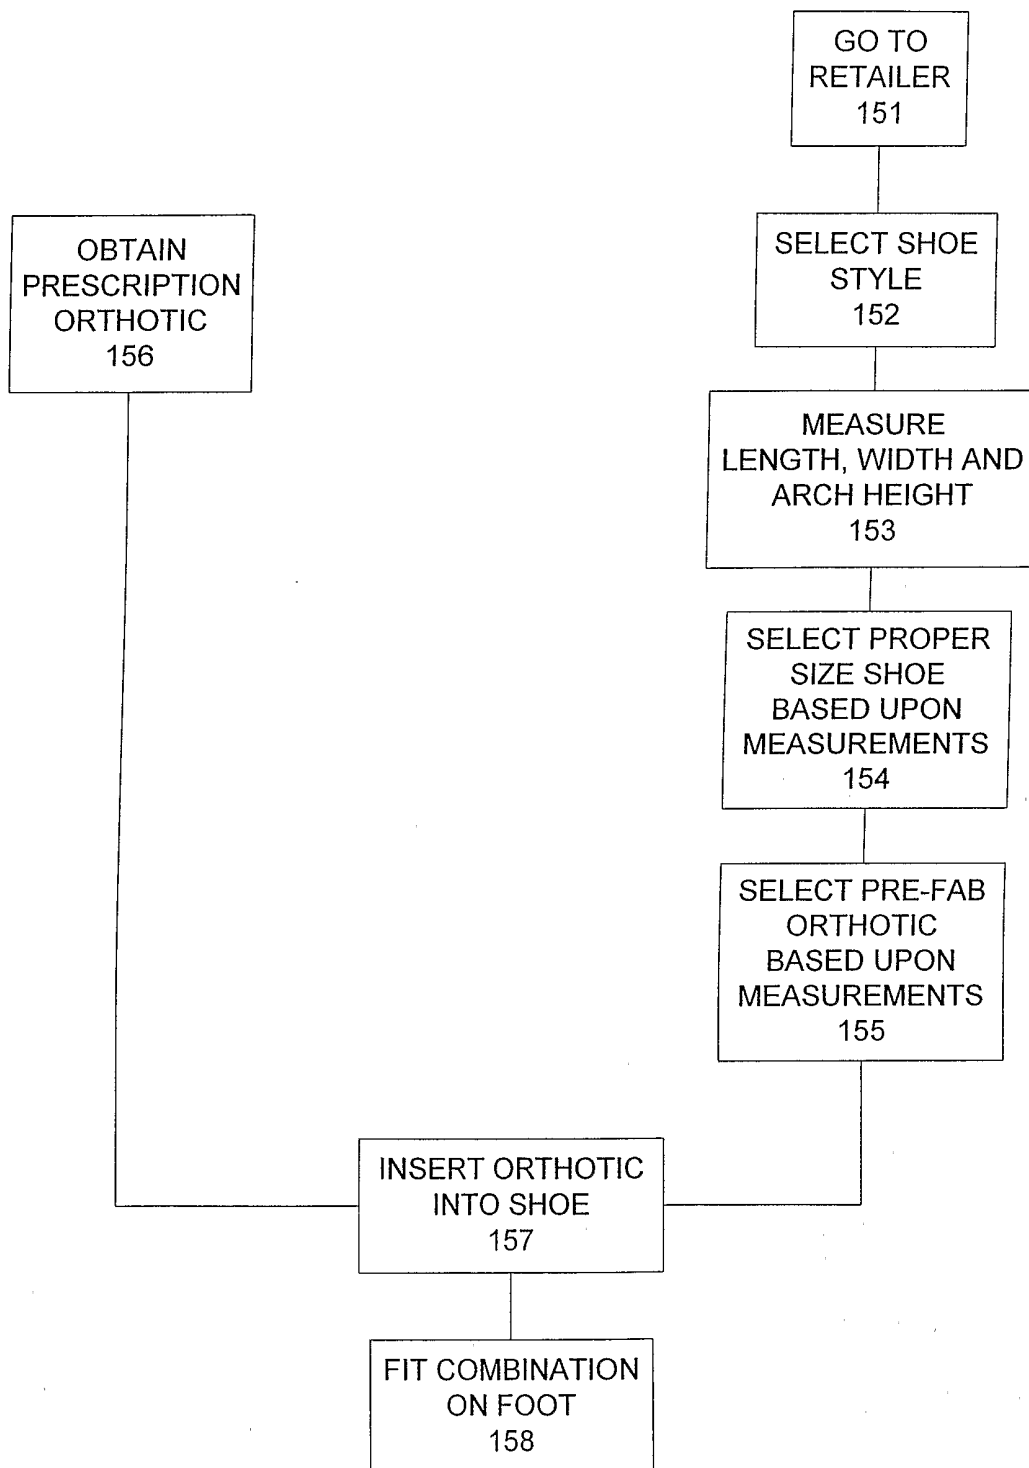 GO TO
RETAILER
151
SELECT SHOE
STYLE
152
OBTAIN
PRESCRIPTION
ORTHOTIC
156
MEASURE
LENGTH, WIDTH AND
ARCH HEIGHT
153
SELECT PROPER
SIZE SHOE
BASED UPON
MEASUREMENTS
154
SELECT PRE-FAB
ORTHOTIC
BASED UPON
MEASUREMENTS
155
INSERT ORTHOTIC
INTO SHOE
157
FIT COMBINATION
ON FOOT
158